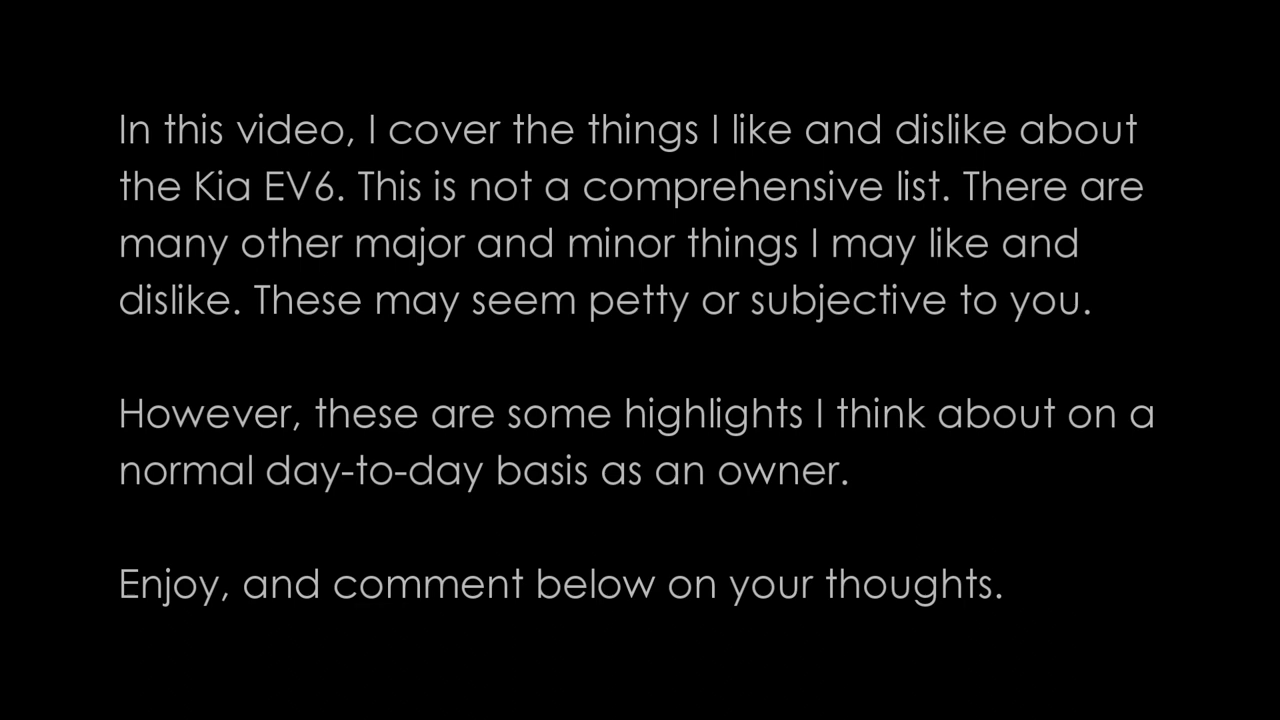 In this video, I cover the things I like and dislike about
the Kia EV6. This is not a comprehensive list. There are
many other major and minor things I may like and
dislike. These may seem petty or subjective to you.
However, these are some highlights I think about on a
normal day-to-day basis as an owner.
Enjoy, and comment below on your thoughts.